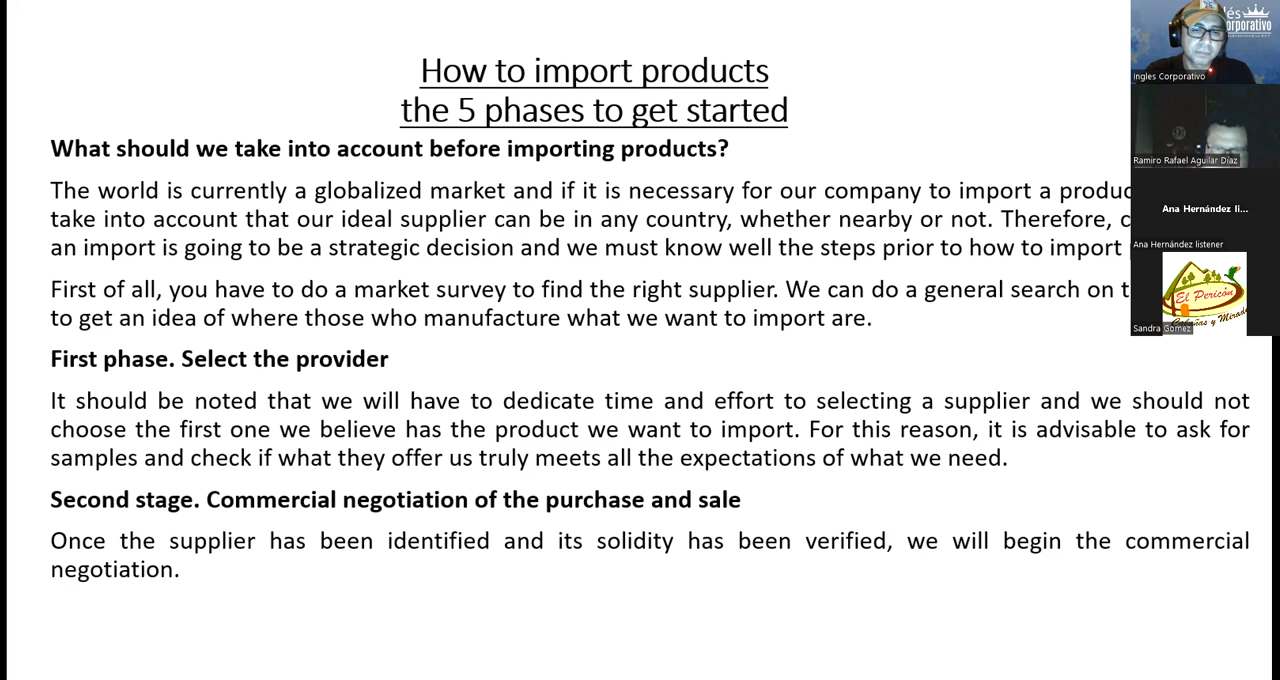 How to import products
the 5 phases to get started
What should we take into account before importing products?
The world is currently a globalized market and if it is necessary for our company to import a
take into account that our ideal supplier can be in any country, whether nearby or not. Therefore,
an import is going to be a strategic decision and we must know well the steps prior to how to import
First of all, you have to do a market survey to find the right supplier. We can do a general search on
to get an idea of where those who manufacture what we want to import are.
First phase. Select the provider
It should be noted that we will have to dedicate time and effort to selecting a supplier and we should not
choose the first one we believe has the product we want to import. For this reason, it is advisable to ask for
samples and check if what they offer us truly meets all the expectations of what we need.
Second stage. Commercial negotiation of the purchase and sale
Once the supplier has been identified and its solidity has been verified, we will begin the commercial
negotiation.
Ingles Corporativo
Ramiro Rafael Aguilar Díaz
Ana Hernández li...
Ana Hernández listener
El Pericón
Cabañas y Mirador
Sandra Gomez